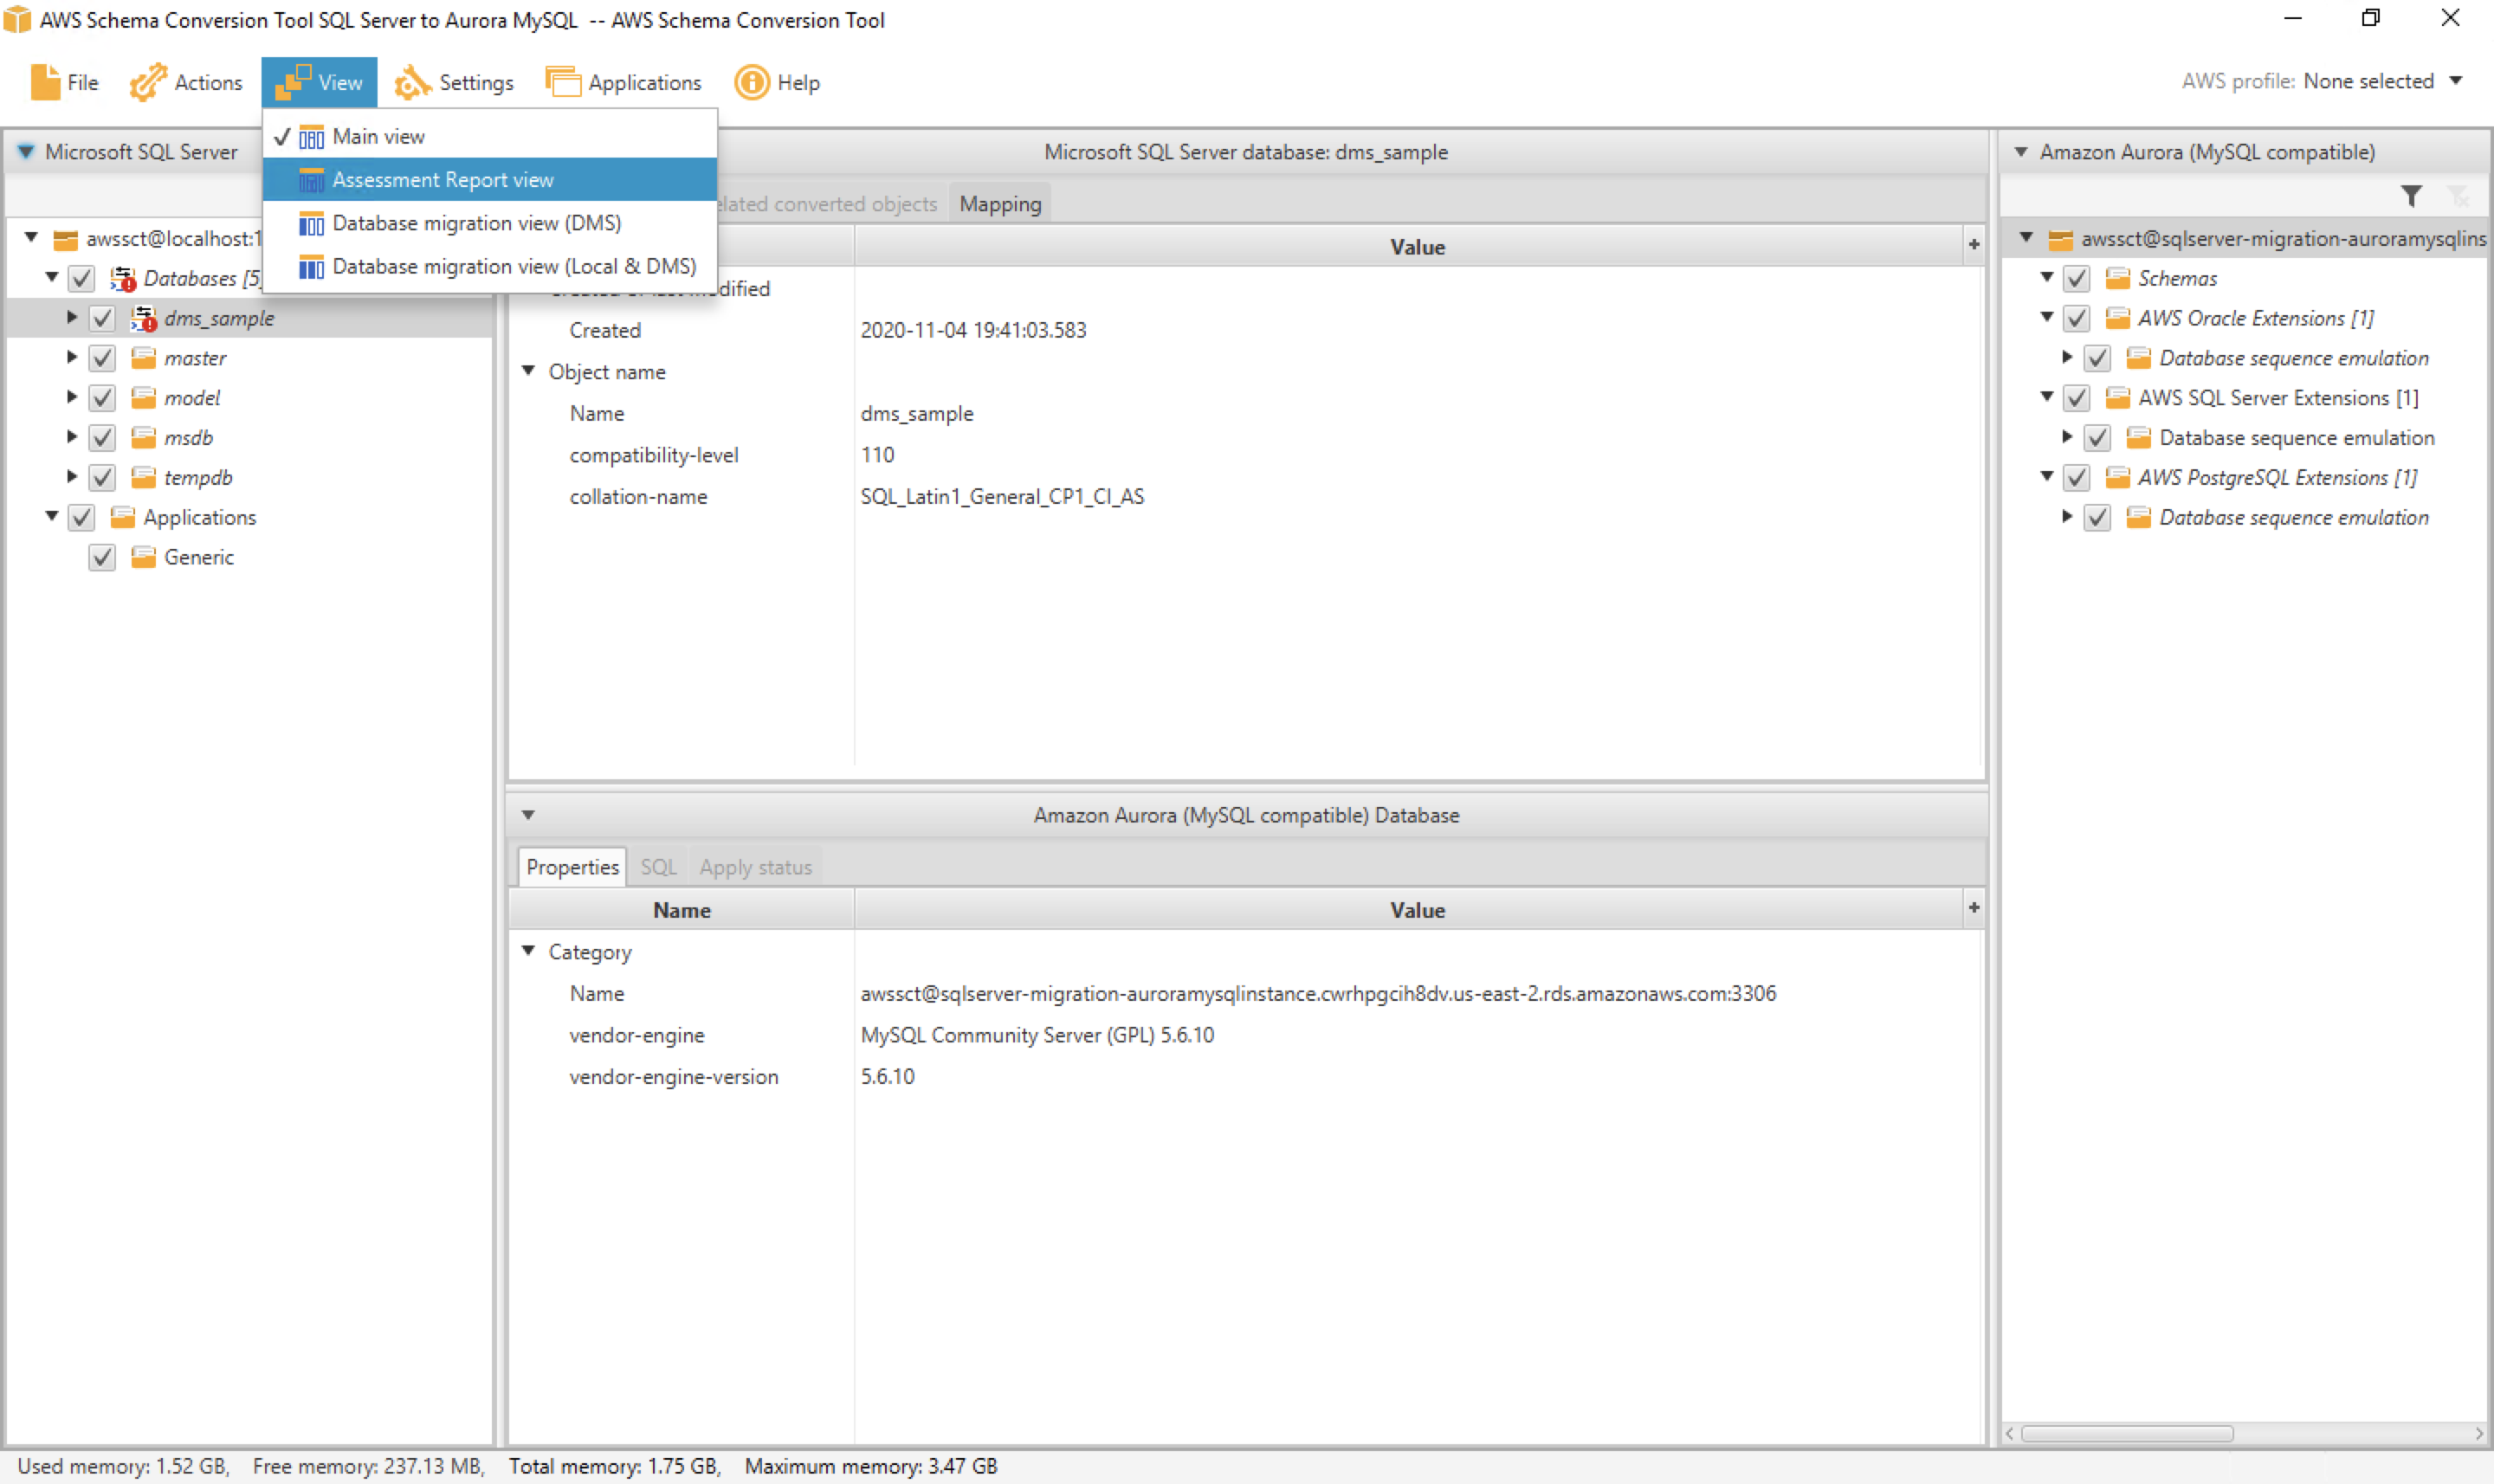 AWS Schema Conversion Tool SQL Server to Aurora MySQL -- AWS Schema Conversion Tool
File Actions View Settings Applications Help
AWS profile: None selected
Main view
Assessment Report view
Database migration view (DMS)
Database migration view (Local & DMS)
Microsoft SQL Server
awssct@localhost:1
Databases [5
dms_sample
master
model
msdb
tempdb
Applications
Generic
Microsoft SQL Server database: dms_sample
elated converted objects Mapping
Value +
dified
Created 2020-11-04 19:41:03.583
Object name
Name dms_sample
compatibility-level 110
collation-name SQL_Latin1_General_CP1_CI_AS
Amazon Aurora (MySQL compatible) Database
Properties SQL Apply status
Name Value +
Category
Name awssct@sqlserver-migration-auroramysqlinstance.cwrhpgcih8dv.us-east-2.rds.amazonaws.com:3306
vendor-engine MySQL Community Server (GPL) 5.6.10
vendor-engine-version 5.6.10
Amazon Aurora (MySQL compatible)
awssct@sqlserver-migration-auroramysqlins
Schemas
AWS Oracle Extensions [1]
Database sequence emulation
AWS SQL Server Extensions [1]
Database sequence emulation
AWS PostgreSQL Extensions [1]
Database sequence emulation
Used memory: 1.52 GB, Free memory: 237.13 MB, Total memory: 1.75 GB, Maximum memory: 3.47 GB